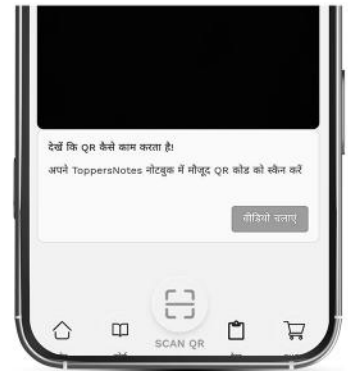 देखें कि QR कैसे काम करता है!
अपने ToppersNotes नोटबुक में मौजूद QR कोड को स्कैन करें
वीडियो चलाएं
SCAN QR